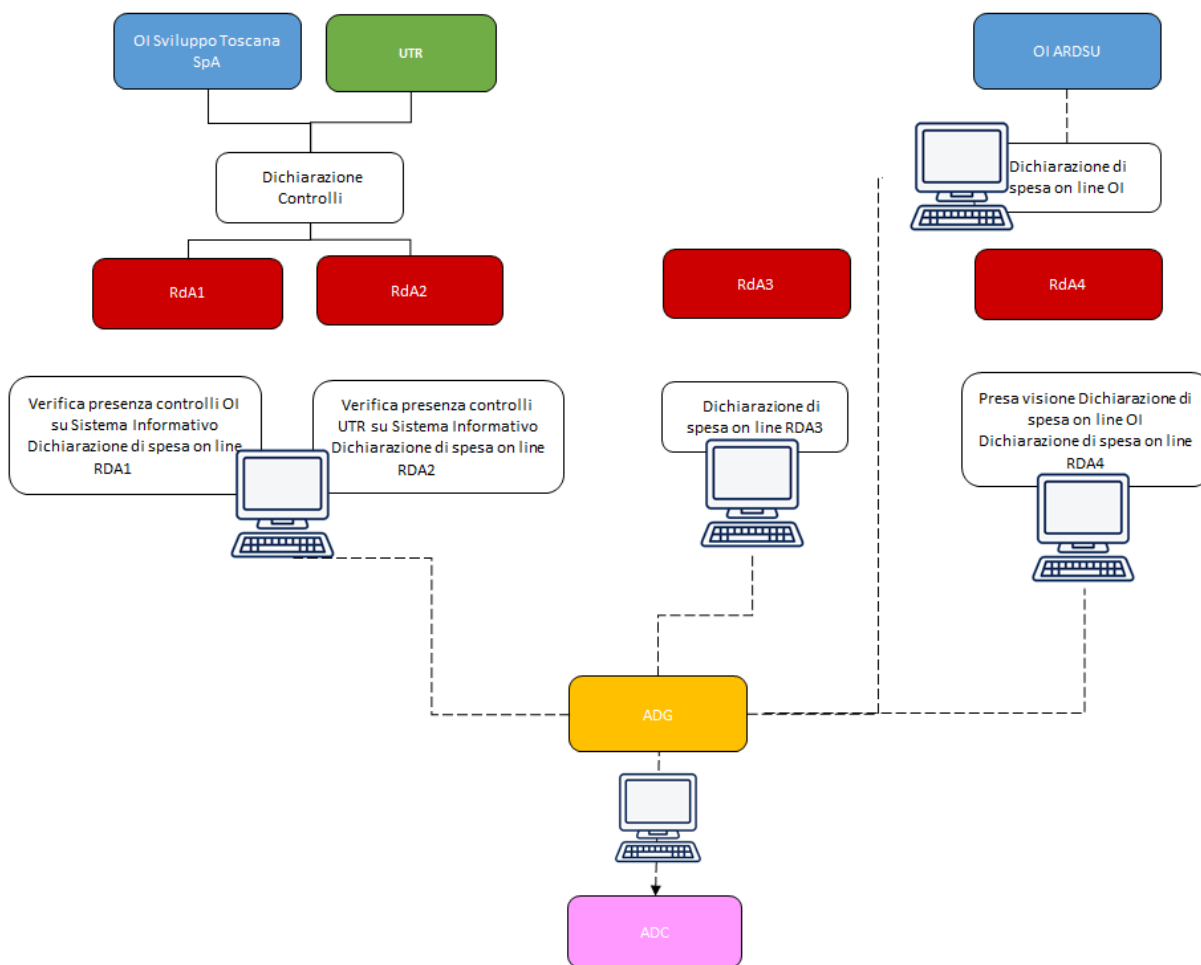 OI Sviluppo Toscana
SpA
UTR
OI ARDSU
Dichiarazione
Controlli
Dichiarazione di
spesa on line OI
RdA1
RdA2
RdA3
RdA4
Verifica presenza controlli OI
su Sistema Informativo
Dichiarazione di spesa on line
RDA1
Verifica presenza controlli
UTR su Sistema Informativo
Dichiarazione di spesa on line
RDA2
Dichiarazione di
spesa on line RDA3
Presa visione Dichiarazione di
spesa on line OI
Dichiarazione di spesa on line
RDA4
ADG
ADC